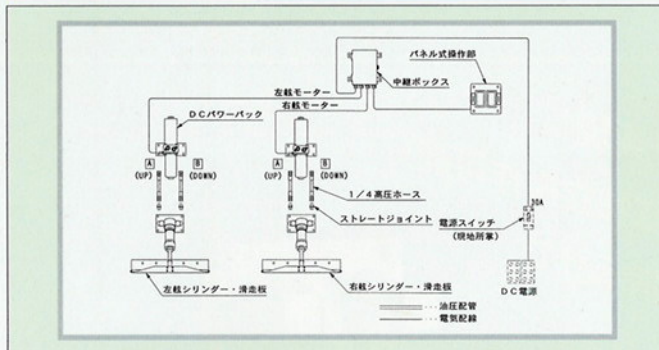 パネル式操作部
左舷モーター
中継ボックス
右舷モーター
DCパワーパック
A
B
A
B
(UP)
(DOWN)
(UP)
(DOWN)
1/4高圧ホース
30A
ストレートジョイント
電源スイッチ
(現地所掌)
左舷シリンダー・滑走板
右舷シリンダー・滑走板
DC電源
・・・油圧配管
・・・電気配線